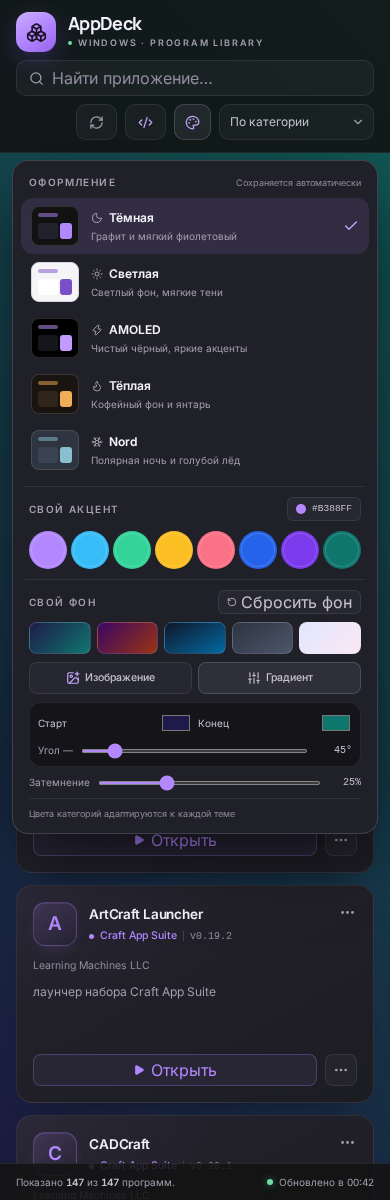 AppDeck
WINDOWS · PROGRAM LIBRARY
Найти приложение...
По категории
ОФОРМЛЕНИЕ
Сохраняется автоматически
Тёмная
Графит и мягкий фиолетовый
Светлая
Светлый фон, мягкие тени
AMOLED
Чистый чёрный, яркие акценты
Тёплая
Кофейный фон и янтарь
Nord
Полярная ночь и голубой лёд
СВОЙ АКЦЕНТ
#B388FF
СВОЙ ФОН
Сбросить фон
Изображение
Градиент
Старт
Конец
Угол —
45°
Затемнение
25%
Цвета категорий адаптируются к каждой теме
Открыть
A
ArtCraft Launcher
Craft App Suite | v0.19.2
Learning Machines LLC
лаунчер набора Craft App Suite
Открыть
C
CADCraft
Craft App Suite
Показано 147 из 147 программ.
Обновлено в 00:42